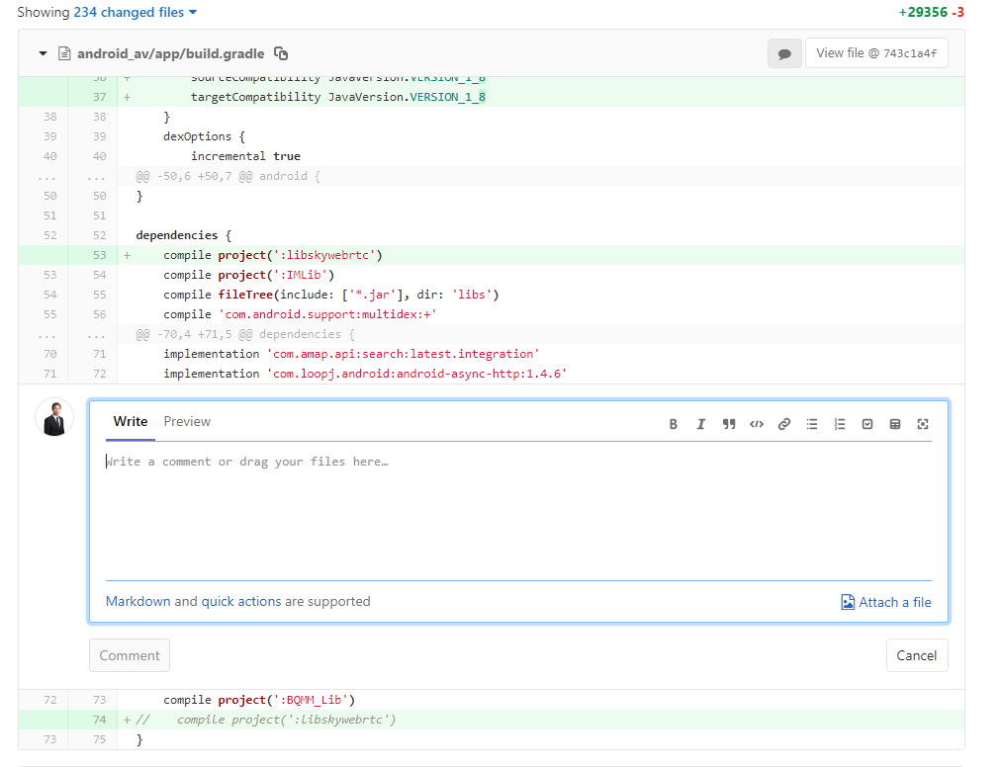 Showing 234 changed files
+29356 -3
android_av/app/build.gradle
View file @ 743c1a4f
36 + sourceCompatibility JavaVersion.VERSION_1_8
37 + targetCompatibility JavaVersion.VERSION_1_8
38 38 }
39 39 dexOptions {
40 40 incremental true
... ... @@ -50,6 +50,7 @@ android {
50 50 }
51 51
52 52 dependencies {
53 + compile project(':libskywebrtc')
53 54 compile project(':IMLib')
54 55 compile fileTree(include: ['*.jar'], dir: 'libs')
55 56 compile 'com.android.support:multidex:+'
... ... @@ -70,4 +71,5 @@ dependencies {
70 71 implementation 'com.amap.api:search:latest.integration'
71 72 implementation 'com.loopj.android:android-async-http:1.4.6'
Write Preview
Write a comment or drag your files here…
Markdown and quick actions are supported
Attach a file
Comment
Cancel
72 73 compile project(':BQMM_Lib')
74 + // compile project(':libskywebrtc')
73 75 }